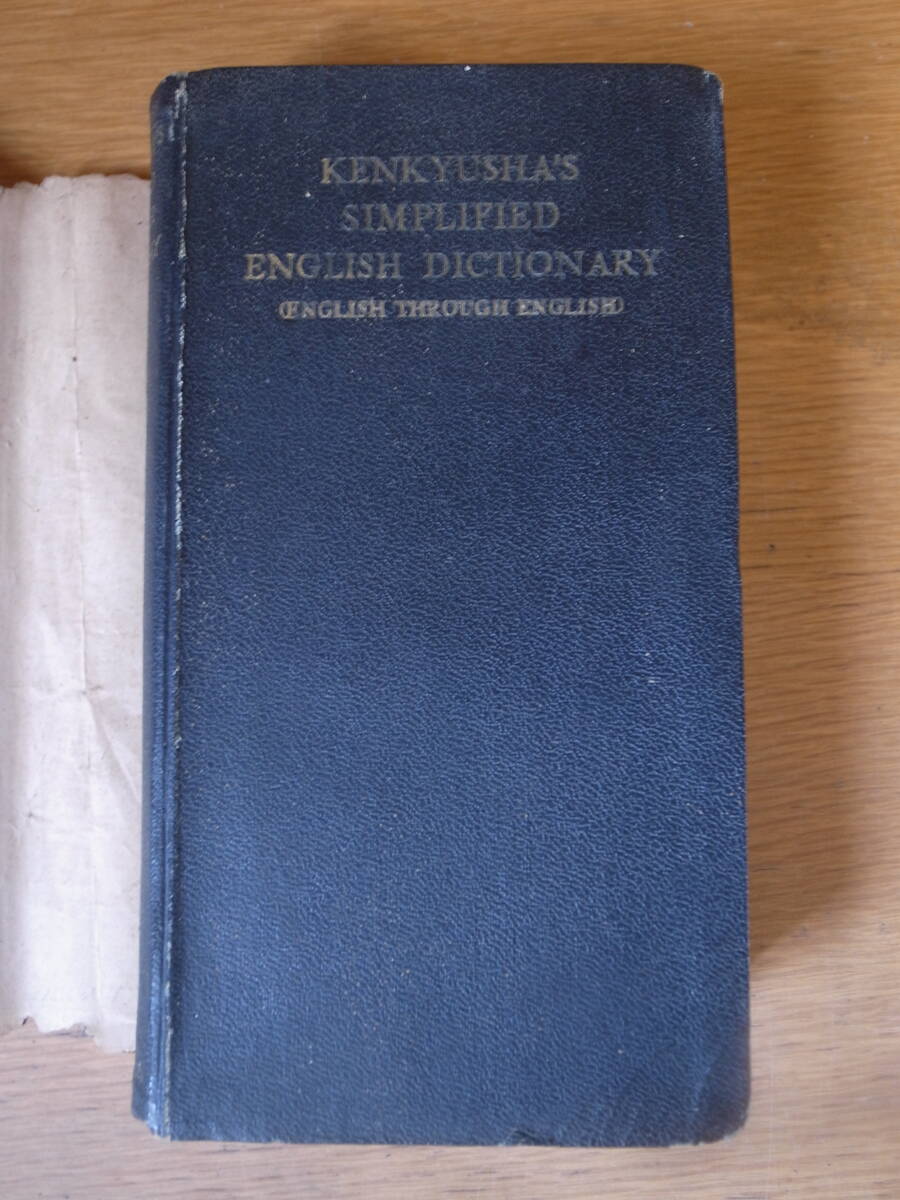 KENKYUSHA'S
SIMPLIFIED
ENGLISH DICTIONARY
(ENGLISH THROUGH ENGLISH)